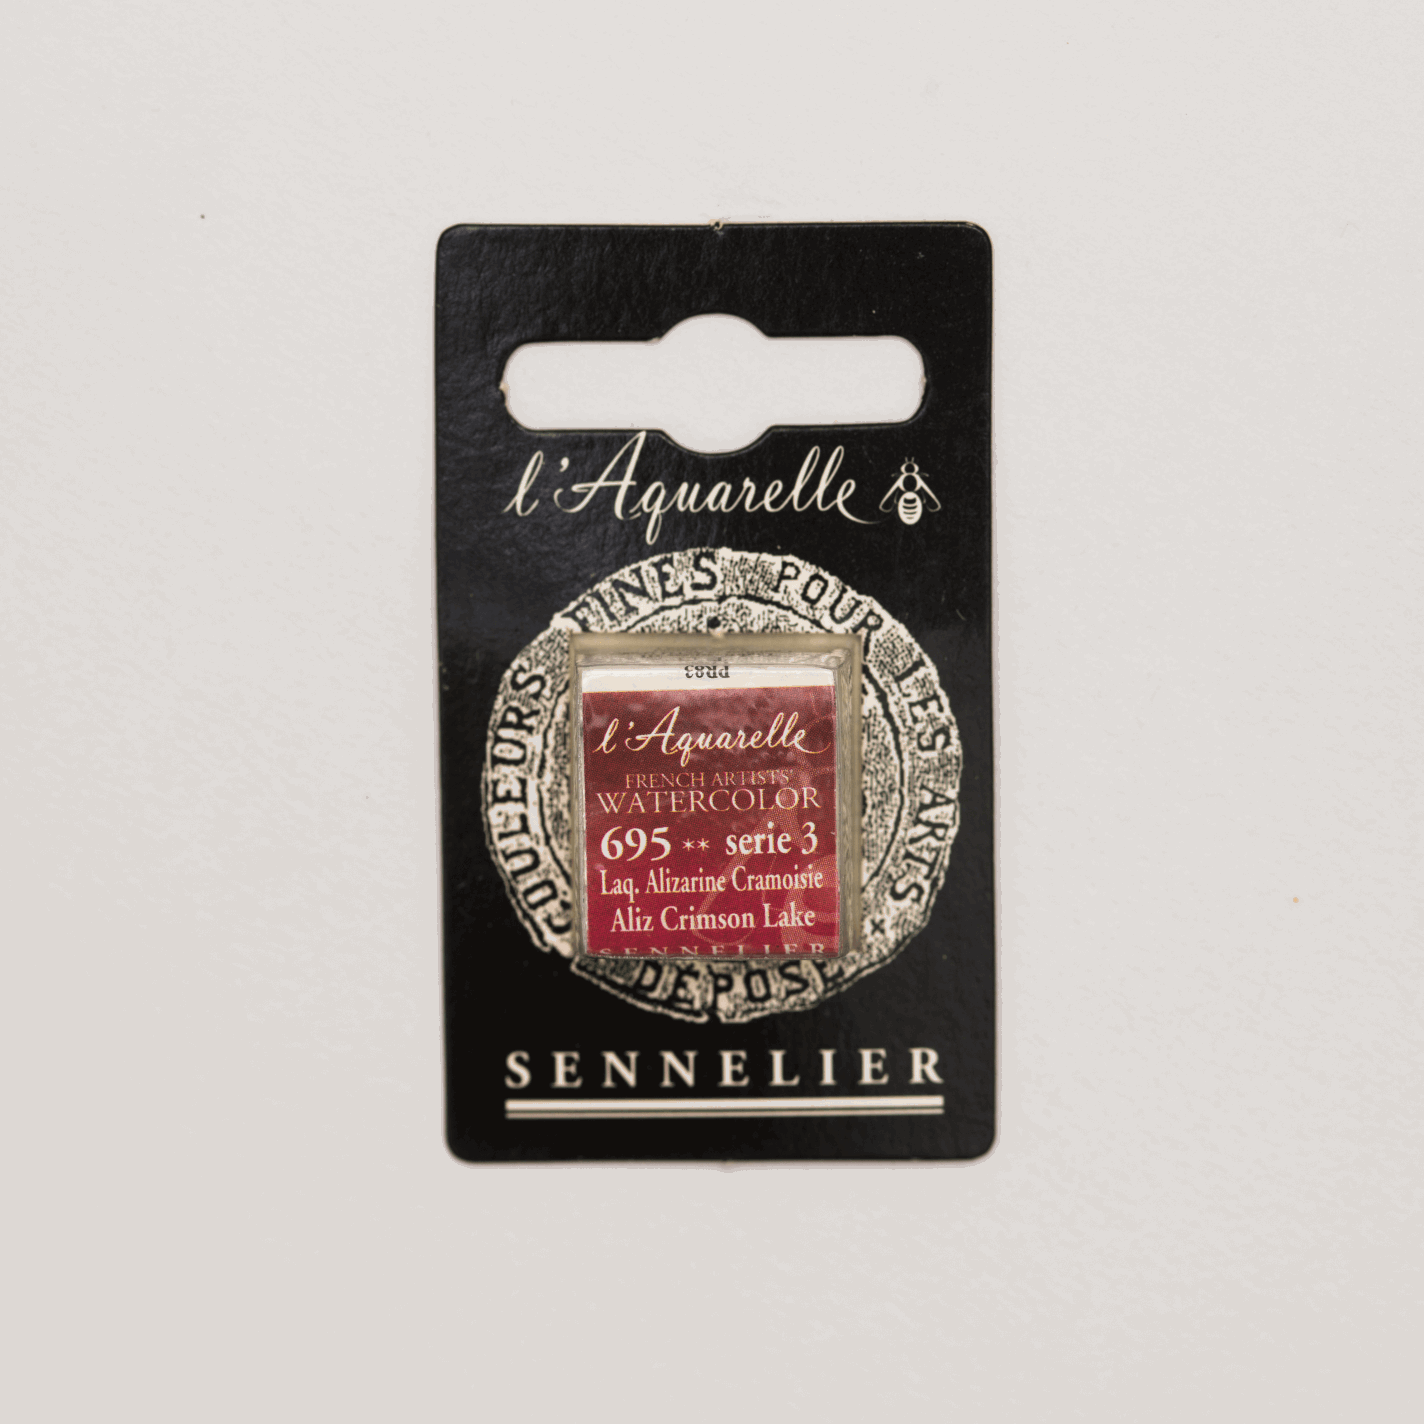 l'Aquarelle
COULEURS FINES POUR LES ARTS
PR83
l'Aquarelle
FRENCH ARTISTS'
WATERCOLOR
695 ** serie 3
Laq. Alizarine Cramoisie
Aliz Crimson Lake
SENNELIER
DÉPOSÉ
SENNELIER